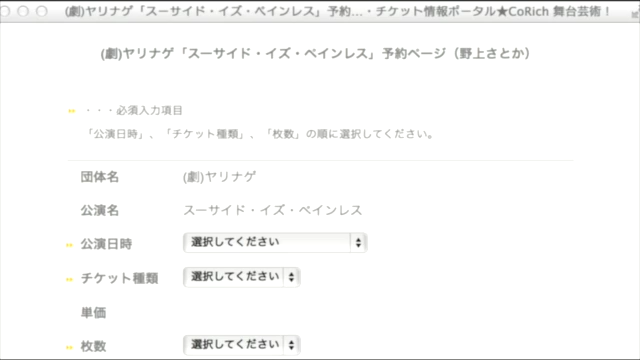 (劇)ヤリナゲ「スーサイド・イズ・ペインレス」予約...・チケット情報ポータル★CoRich 舞台芸術！
(劇)ヤリナゲ「スーサイド・イズ・ペインレス」予約ページ（野上さとか）
・・・必須入力項目
「公演日時」、「チケット種類」、「枚数」の順に選択してください。
団体名 (劇)ヤリナゲ
公演名 スーサイド・イズ・ペインレス
公演日時 選択してください
チケット種類 選択してください
単価
枚数 選択してください